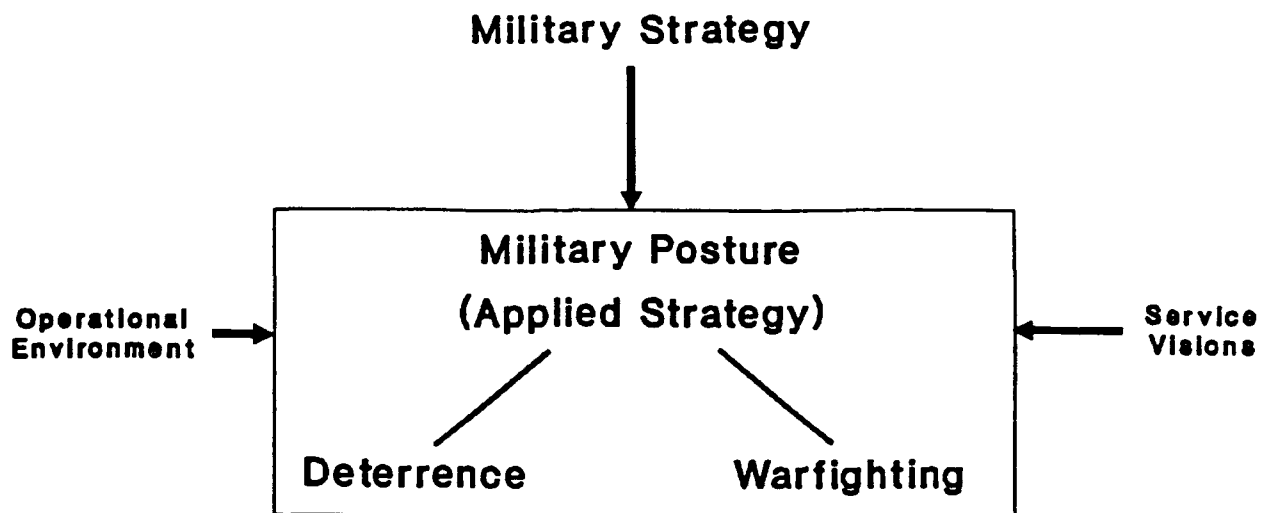 Military Strategy
Military Posture
(Applied Strategy)
Operational
Environment
Service
Visions
Deterrence
Warfighting